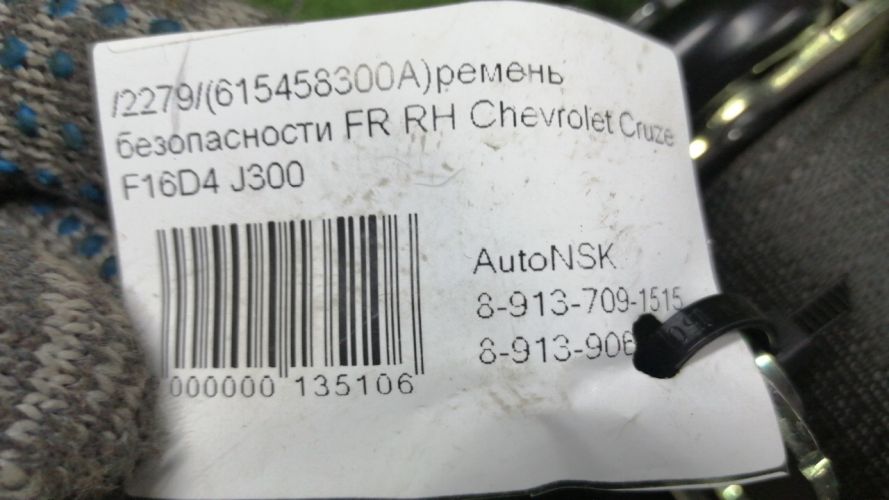 /2279/(615458300A)ремень
безопасности FR RH Chevrolet Cruze
F16D4 J300
AutoNSK
8-913-709-1515
8-913-906
000000 135106